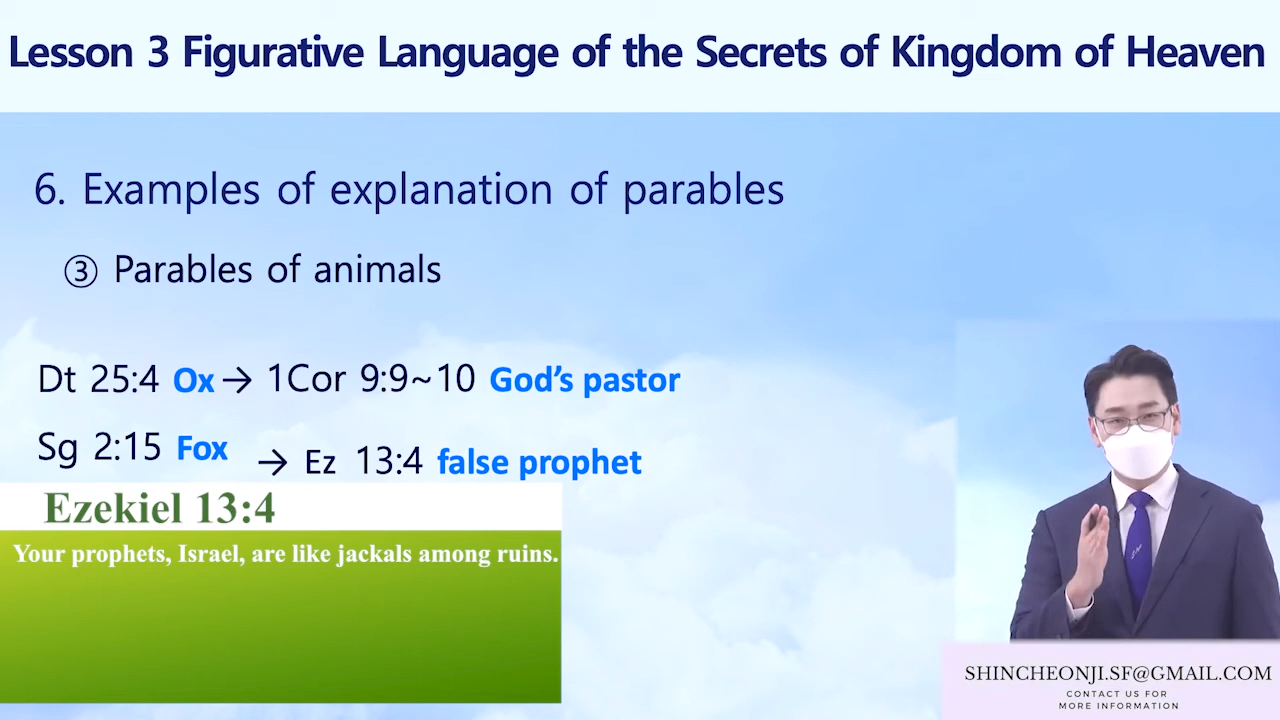 Lesson 3 Figurative Language of the Secrets of Kingdom of Heaven
6. Examples of explanation of parables
③ Parables of animals
Dt 25:4 Ox → 1Cor 9:9~10 God's pastor
Sg 2:15 Fox → Ez 13:4 false prophet
Ezekiel 13:4
Your prophets, Israel, are like jackals among ruins.
SHINCHEONJI.SF@GMAIL.COM
CONTACT US FOR
MORE INFORMATION